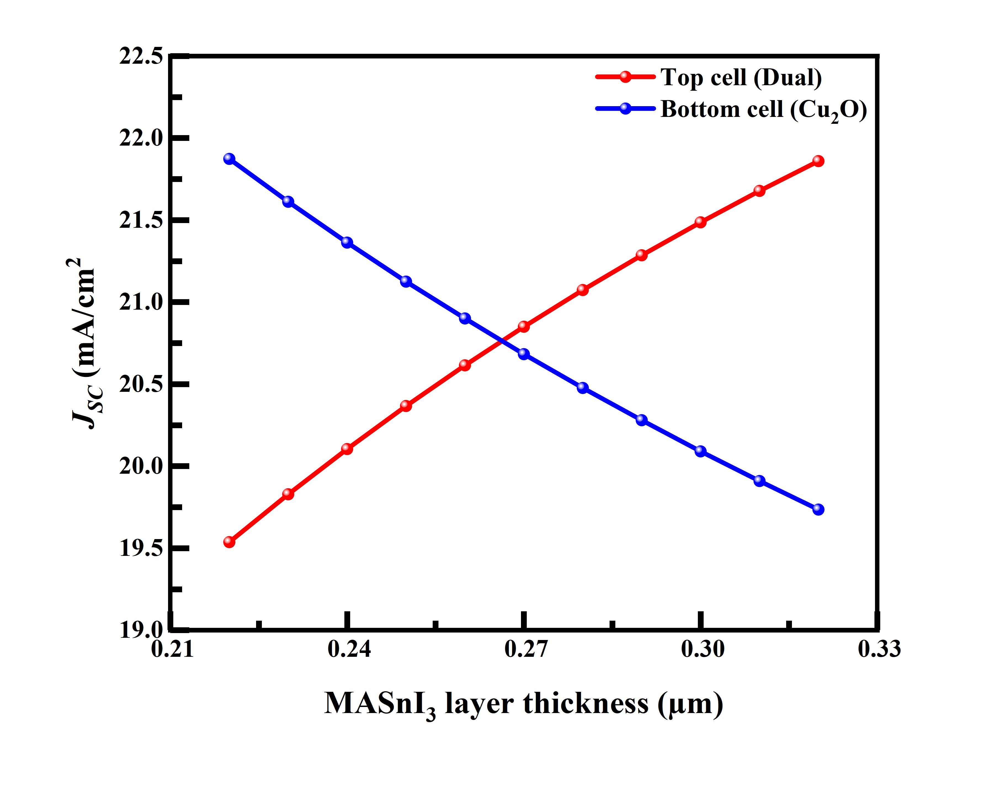 22.5
22.0
21.5
21.0
20.5
20.0
19.5
19.0
J_SC (mA/cm²)
Top cell (Dual)
Bottom cell (Cu₂O)
0.21 0.24 0.27 0.30 0.33
MASnI₃ layer thickness (μm)